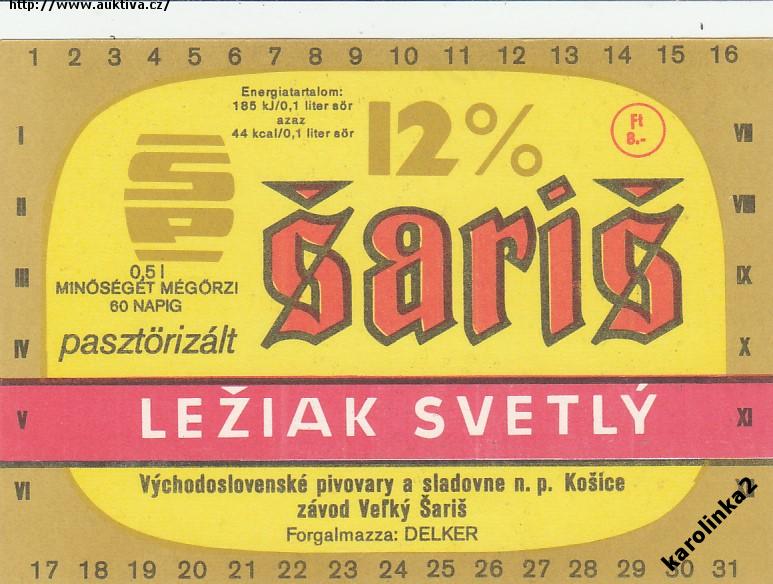 http://www.auktiva.cz/
1 2 3 4 5 6 7 8 9 10 11 12 13 14 15 16
Energiatartalom:
185 kJ/0,1 liter sör
azaz
44 kcal/0,1 liter sör
12%
Ft
8.-
I
VII
II
VIII
III
IX
IV
X
V
XI
VI
šariš
0,5 l
MINŐSÉGÉT MÉGŐRZI
60 NAPIG
pasztörizált
LEŽIAK SVETLÝ
Východoslovenské pivovary a sladovne n. p. Košice
závod Veľký Šariš
Forgalmazza: DELKER
17 18 19 20 21 22 23 24 25 26 27 28 29 30 31
karolinka2